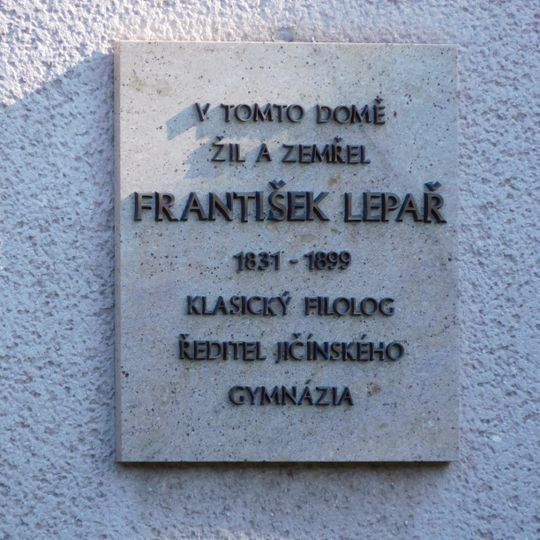 V TOMTO DOMĚ
ŽIL A ZEMŘEL
FRANTIŠEK LEPAŘ
1831 - 1899
KLASICKÝ FILOLOG
ŘEDITEL JIČÍNSKÉHO
GYMNÁZIA